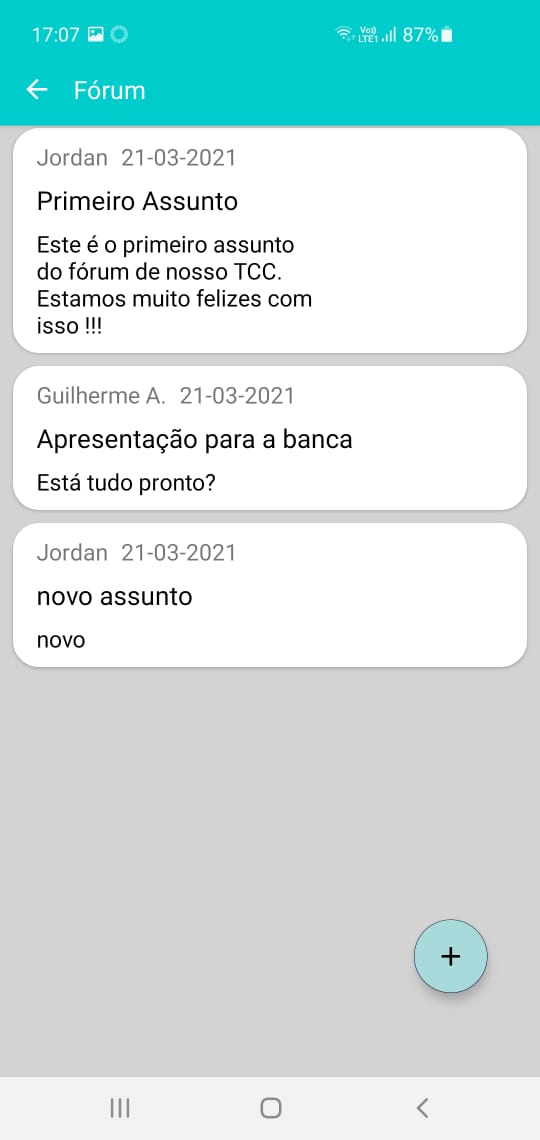 17:07 Vo)) LTE1 87%
Fórum
Jordan 21-03-2021
Primeiro Assunto
Este é o primeiro assunto
do fórum de nosso TCC.
Estamos muito felizes com
isso !!!
Guilherme A. 21-03-2021
Apresentação para a banca
Está tudo pronto?
Jordan 21-03-2021
novo assunto
novo
+